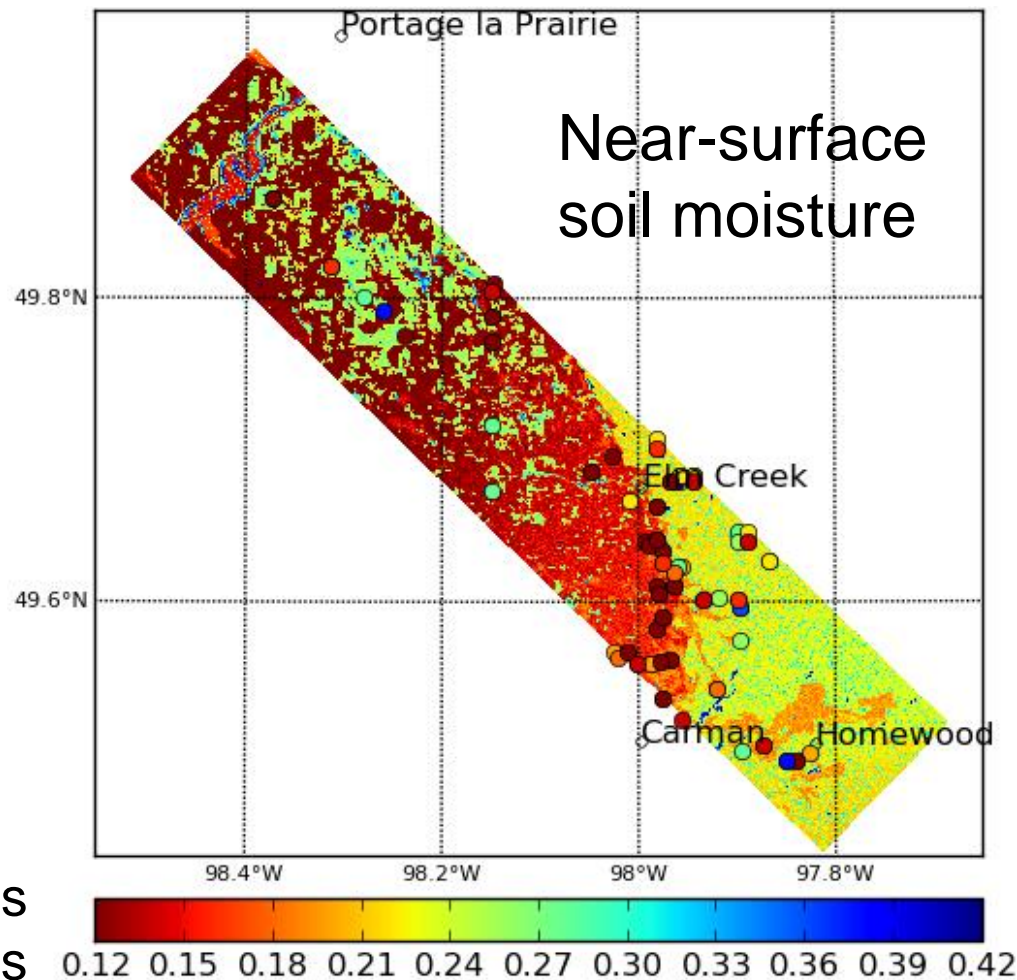 Portage la Prairie
Near-surface
soil moisture
49.8°N
Elm Creek
49.6°N
Carman
Homewood
98.4°W 98.2°W 98°W 97.8°W
s
s
0.12 0.15 0.18 0.21 0.24 0.27 0.30 0.33 0.36 0.39 0.42